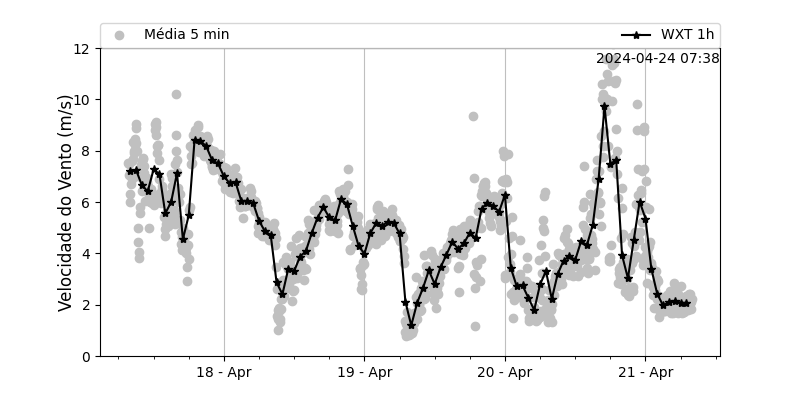 Média 5 min
WXT 1h
2024-04-24 07:38
12
10
8
6
4
2
0
Velocidade do Vento (m/s)
18 - Apr
19 - Apr
20 - Apr
21 - Apr